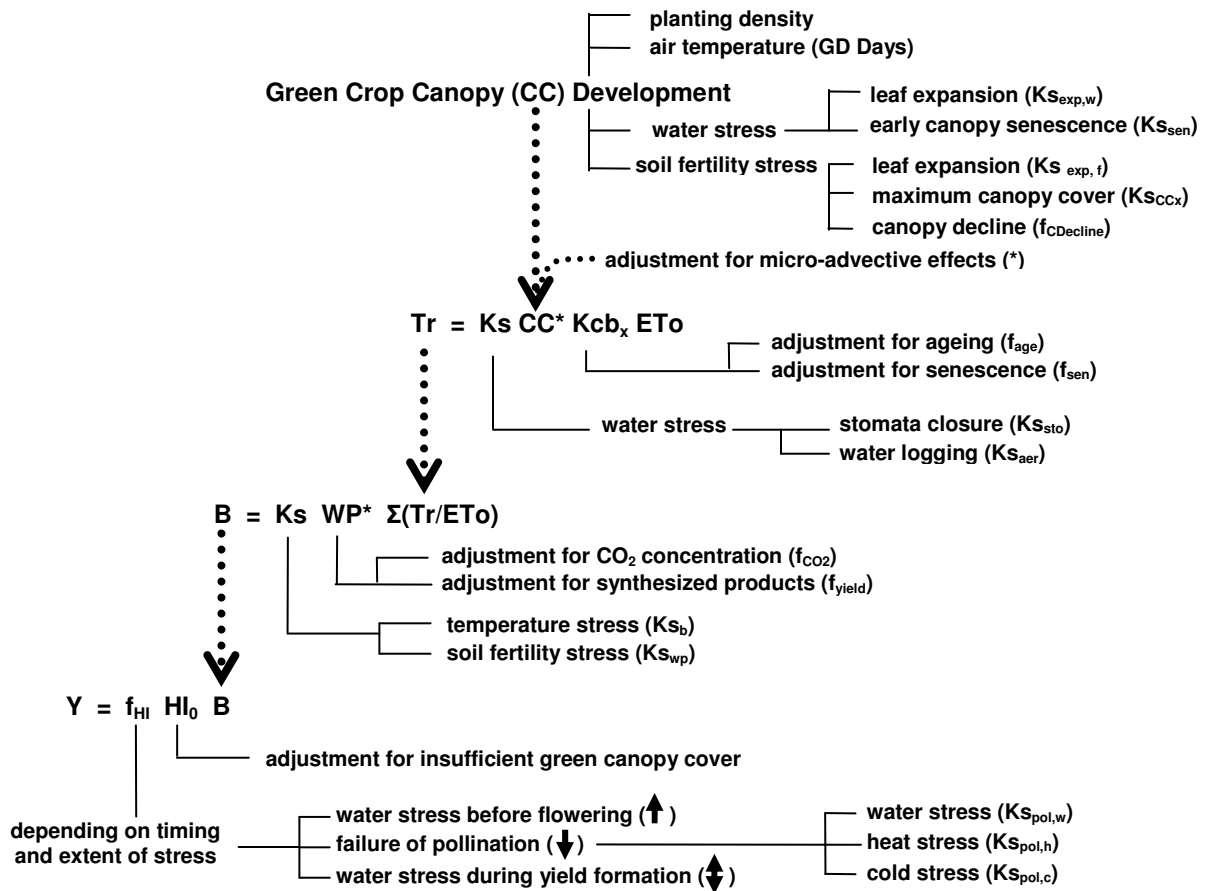 planting density
air temperature (GD Days)
Green Crop Canopy (CC) Development
leaf expansion (Ksexp,w)
water stress
early canopy senescence (Kssen)
soil fertility stress
leaf expansion (Ks exp, f)
maximum canopy cover (KsCCx)
canopy decline (fCDecline)
adjustment for micro-advective effects (*)
Tr = Ks CC* Kcbx ETo
adjustment for ageing (fage)
adjustment for senescence (fsen)
water stress
stomata closure (Kssto)
water logging (Ksaer)
B = Ks WP* Σ(Tr/ETo)
adjustment for CO2 concentration (fCO2)
adjustment for synthesized products (fyield)
temperature stress (Ksb)
soil fertility stress (Kswp)
Y = fHI HI0 B
adjustment for insufficient green canopy cover
depending on timing
and extent of stress
water stress before flowering (⬆)
failure of pollination (⬇)
water stress during yield formation (⬍)
water stress (Kspol,w)
heat stress (Kspol,h)
cold stress (Kspol,c)